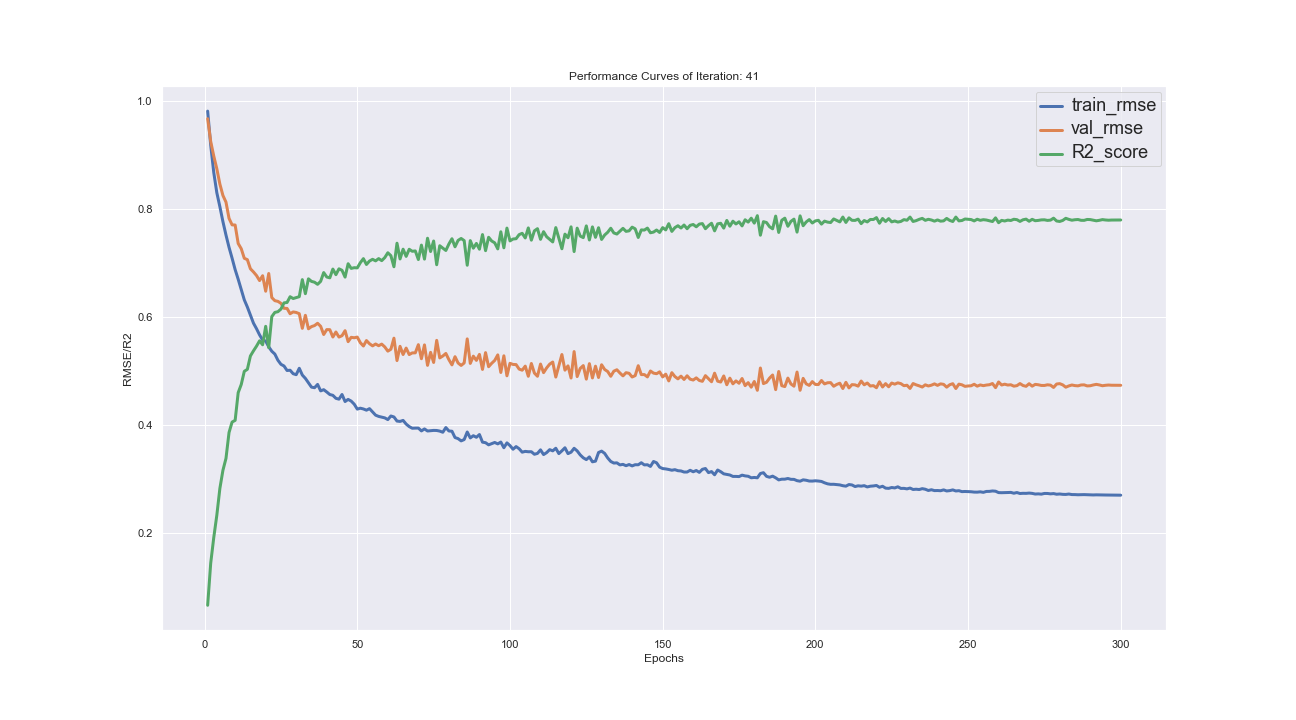 Performance Curves of Iteration: 41
train_rmse
val_rmse
R2_score
1.0
0.8
0.6
0.4
0.2
RMSE/R2
0 50 100 150 200 250 300
Epochs